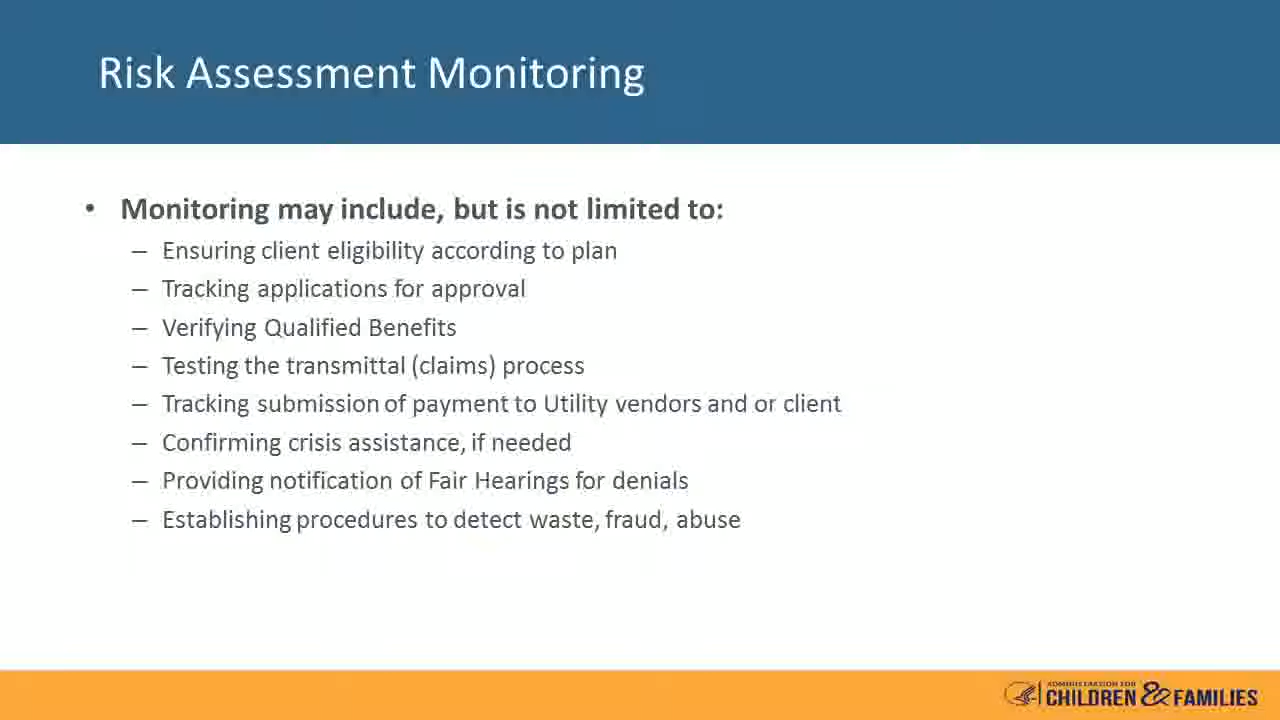 Risk Assessment Monitoring
• Monitoring may include, but is not limited to:
– Ensuring client eligibility according to plan
– Tracking applications for approval
– Verifying Qualified Benefits
– Testing the transmittal (claims) process
– Tracking submission of payment to Utility vendors and or client
– Confirming crisis assistance, if needed
– Providing notification of Fair Hearings for denials
– Establishing procedures to detect waste, fraud, abuse
ADMINISTRATION FOR
CHILDREN & FAMILIES